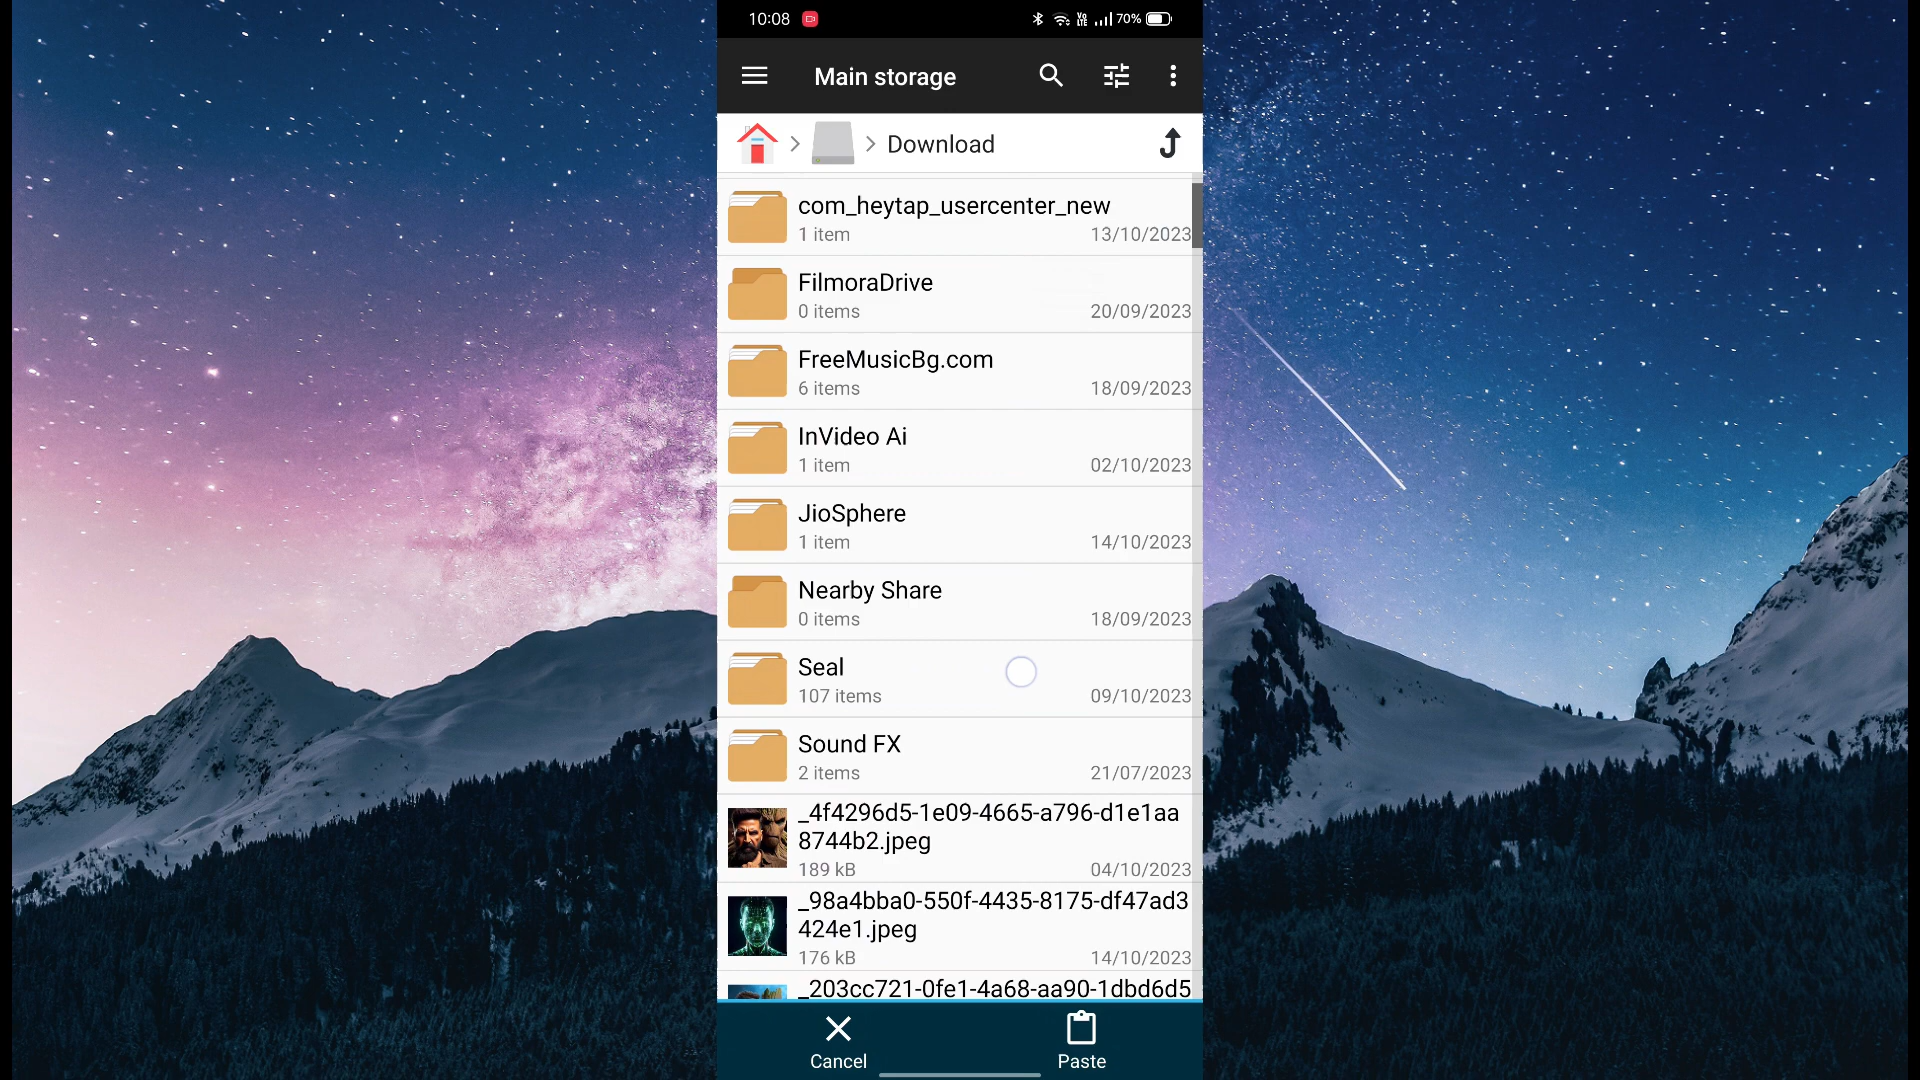 10:08
VO LTE 70%
Main storage
Download
com_heytap_usercenter_new
1 item 13/10/2023
FilmoraDrive
0 items 20/09/2023
FreeMusicBg.com
6 items 18/09/2023
InVideo Ai
1 item 02/10/2023
JioSphere
1 item 14/10/2023
Nearby Share
0 items 18/09/2023
Seal
107 items 09/10/2023
Sound FX
2 items 21/07/2023
_4f4296d5-1e09-4665-a796-d1e1aa
8744b2.jpeg
189 kB 04/10/2023
_98a4bba0-550f-4435-8175-df47ad3
424e1.jpeg
176 kB 14/10/2023
_203cc721-0fe1-4a68-aa90-1dbd6d5
Cancel Paste